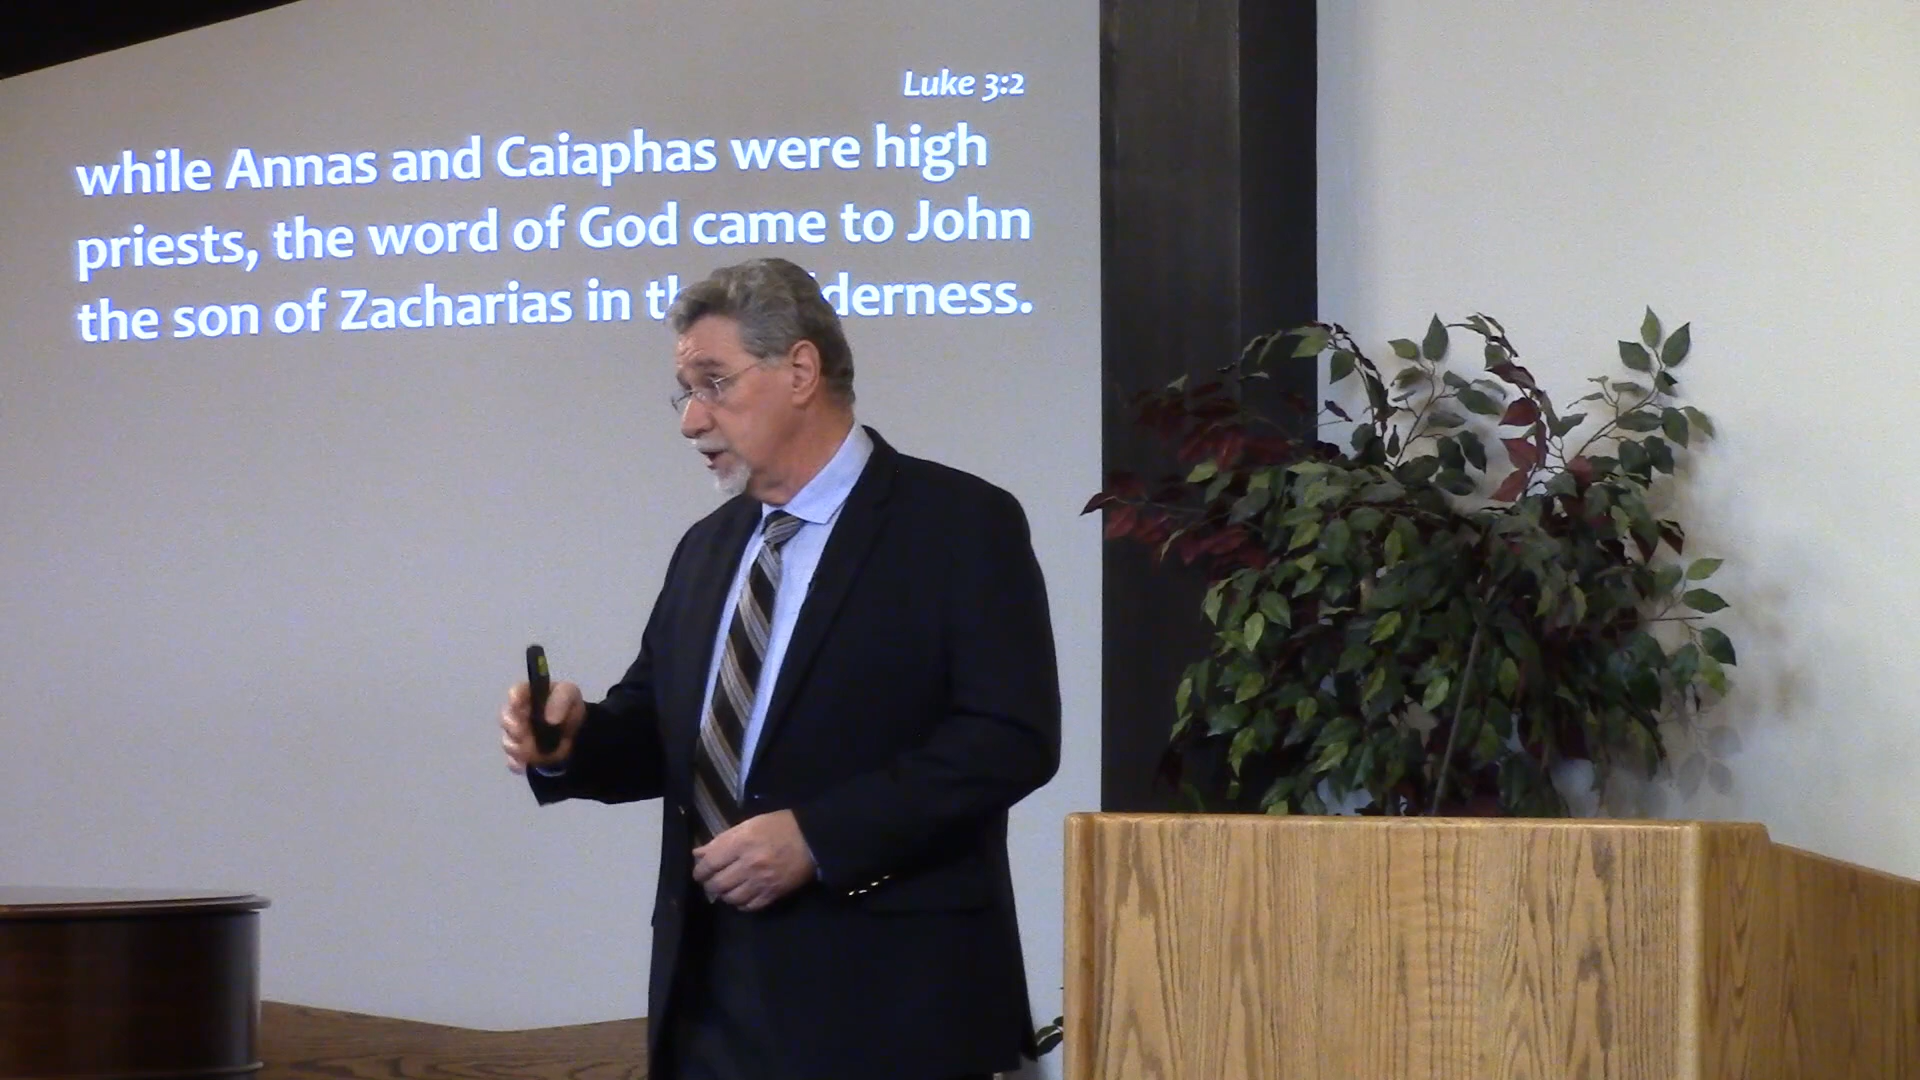 Luke 3:2
while Annas and Caiaphas were high
priests, the word of God came to John
the son of Zacharias in